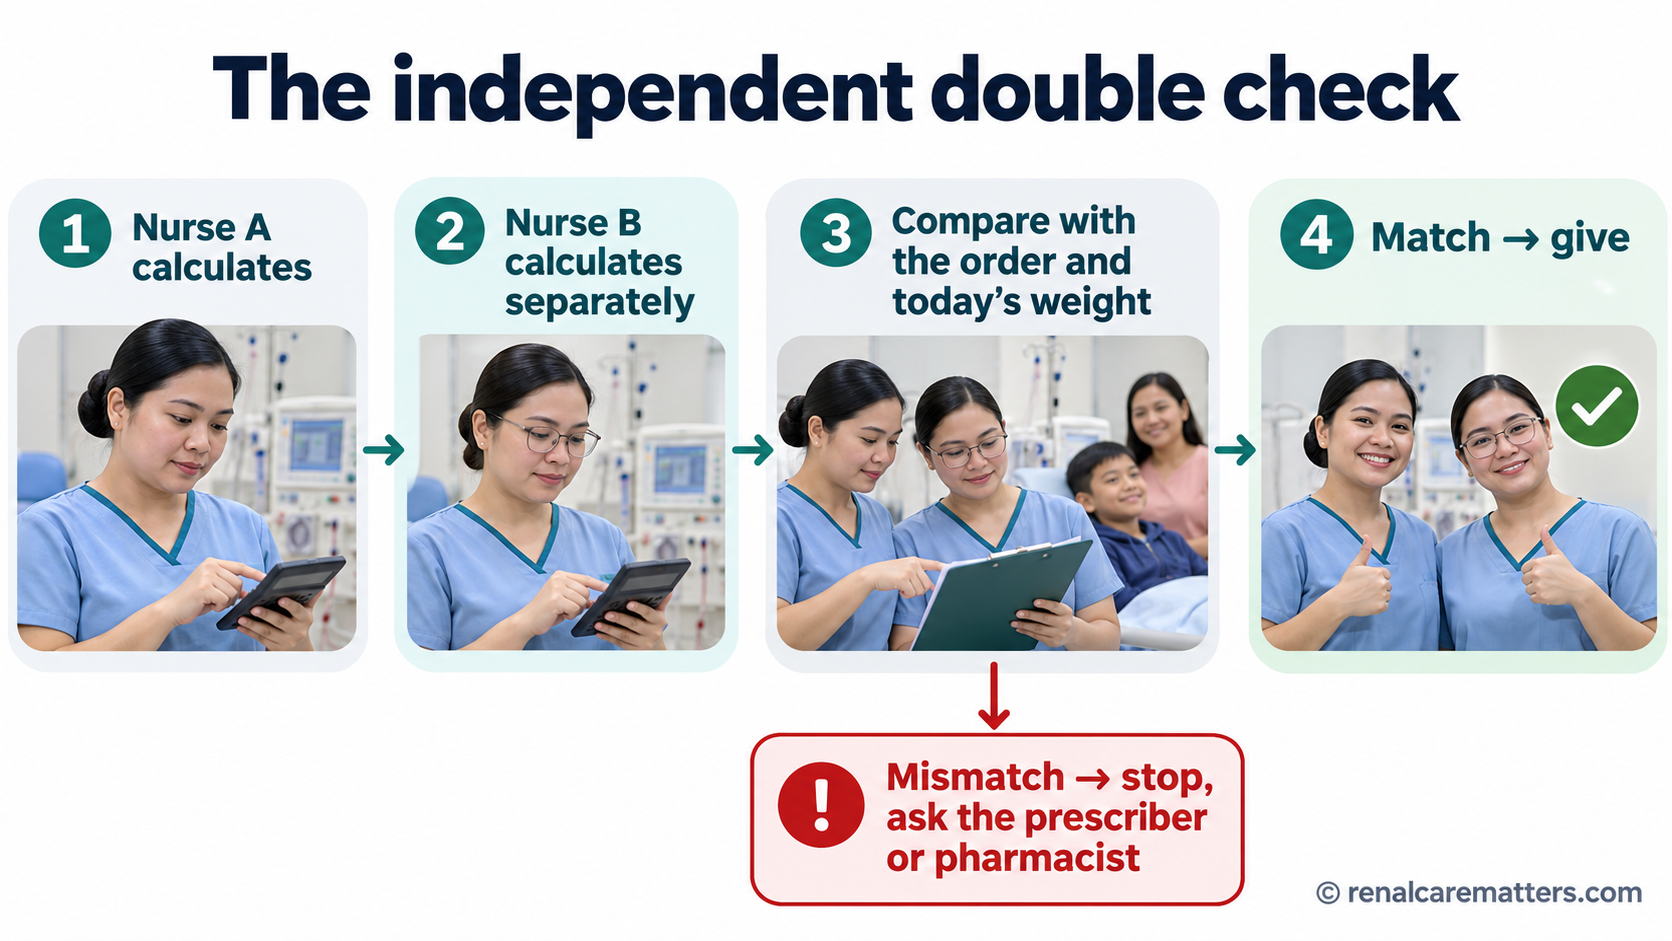 The independent double check
1
Nurse A
calculates
2
Nurse B
calculates
separately
3
Compare with
the order and
today's weight
4
Match → give
!
Mismatch → stop,
ask the prescriber
or pharmacist
© renalcarematters.com